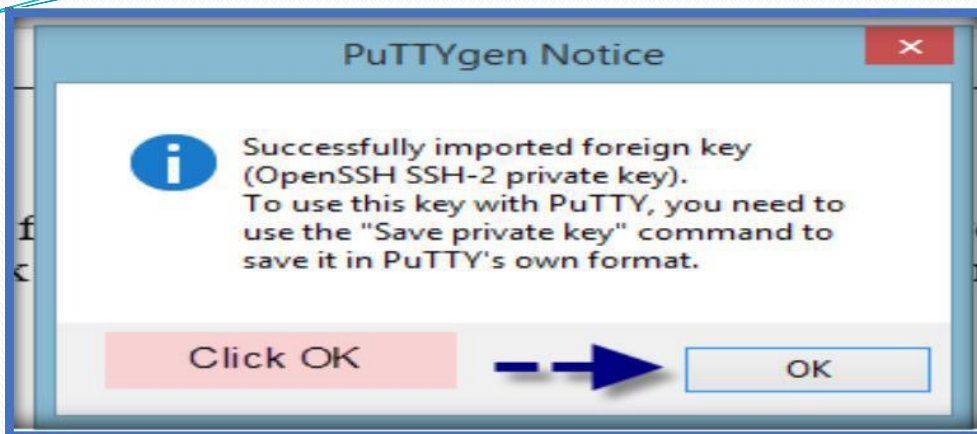 PuTTYgen Notice
Successfully imported foreign key
(OpenSSH SSH-2 private key).
To use this key with PuTTY, you need to
use the "Save private key" command to
save it in PuTTY's own format.
Click OK
OK